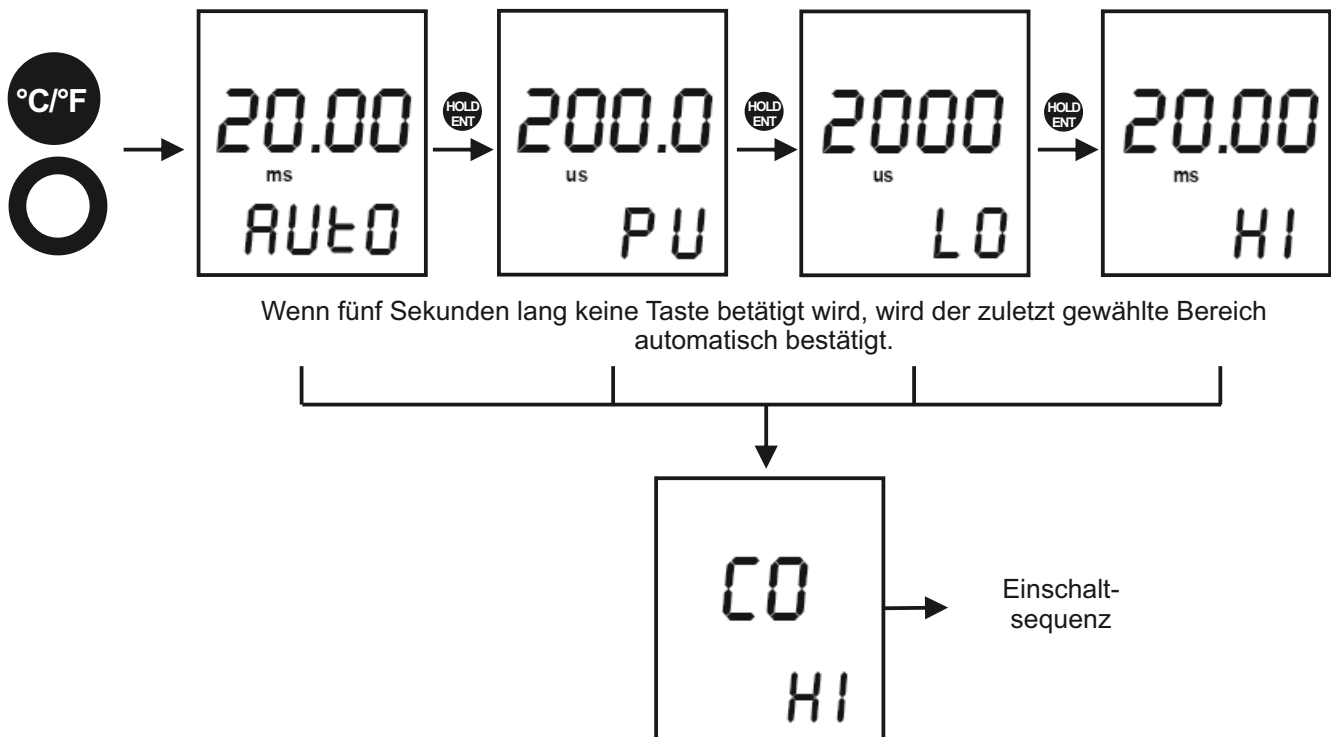 °C/°F
20.00
ms
AUtO
HOLD
ENT
200.0
us
PU
HOLD
ENT
2000
us
LO
HOLD
ENT
20.00
ms
HI
Wenn fünf Sekunden lang keine Taste betätigt wird, wird der zuletzt gewählte Bereich
automatisch bestätigt.
CO
HI
Einschalt-
sequenz